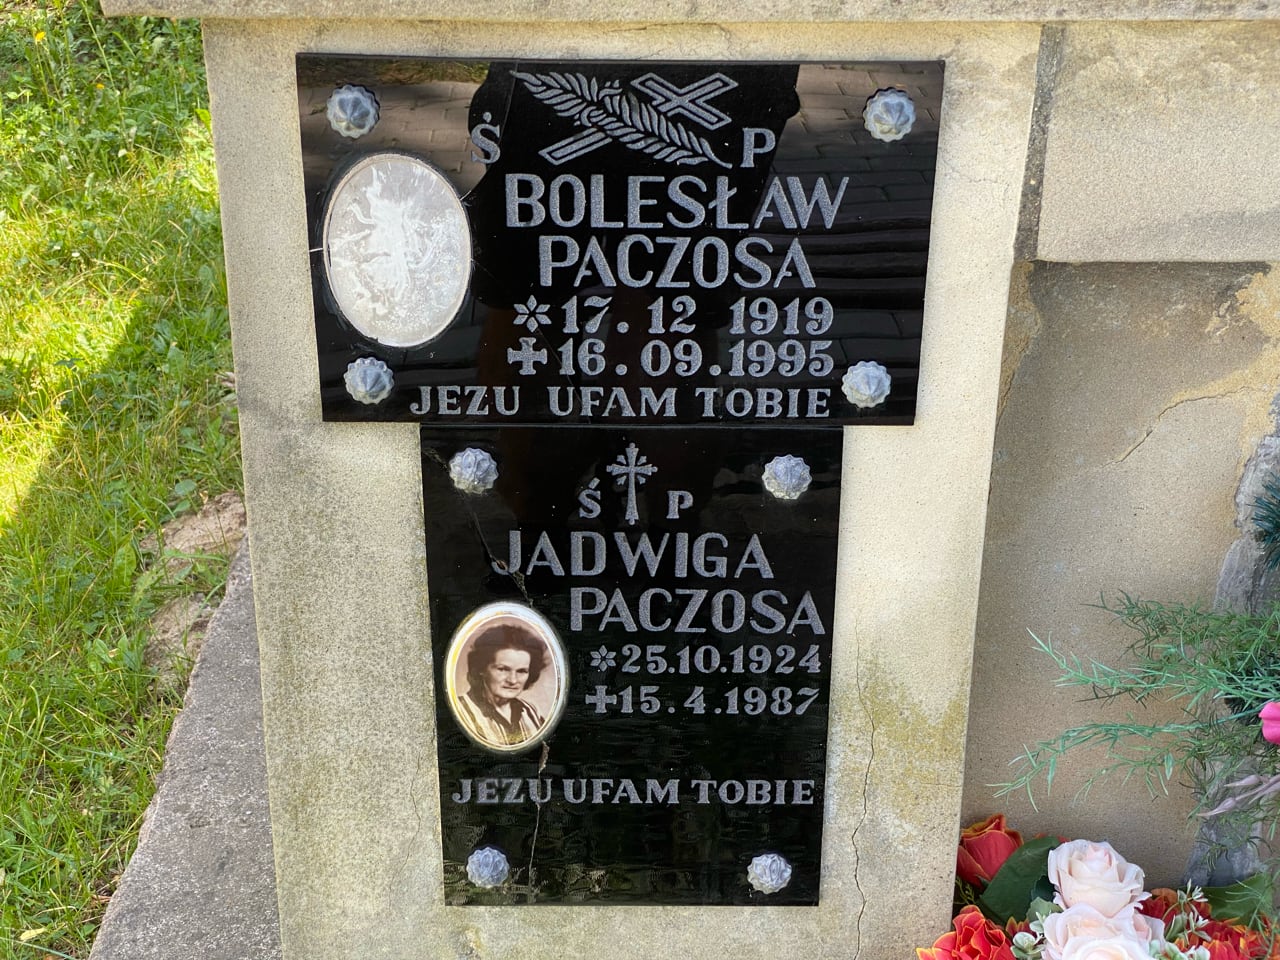 Ś P
BOLESŁAW
PACZOSA
*17. 12 1919
+16.09.1995
JEZU UFAM TOBIE
Ś P
JADWIGA
PACZOSA
*25.10.1924
+15.4.1987
JEZU UFAM TOBIE